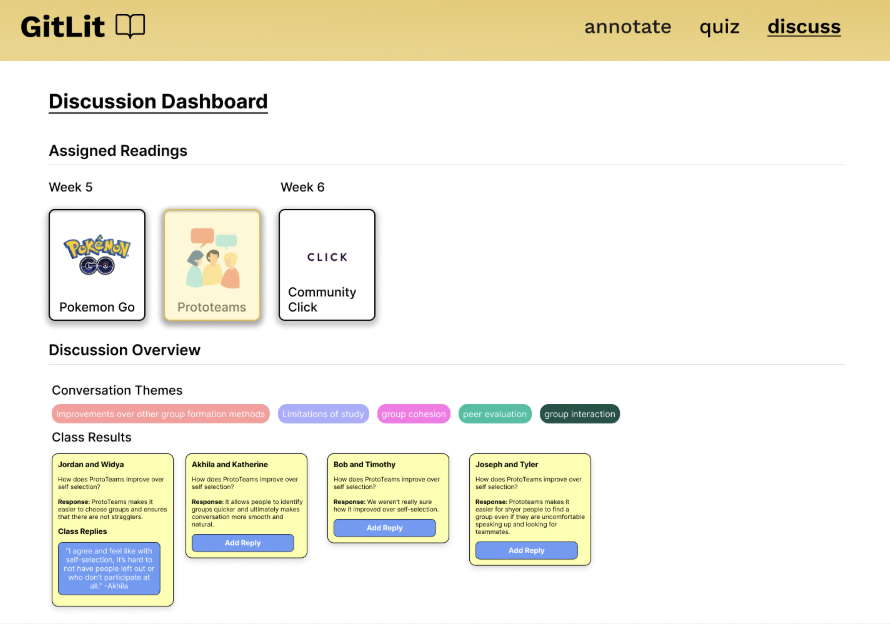 GitLit
annotate quiz discuss
Discussion Dashboard
Assigned Readings
Week 5
Week 6
POKÉMON
GO
Pokemon Go
Prototeams
CLICK
Community
Click
Discussion Overview
Conversation Themes
Improvements over other group formation methods
Limitations of study
group cohesion
peer evaluation
group interaction
Class Results
Jordan and Widya
How does ProtoTeams improve over
self selection?
Response: ProtoTeams makes it
easier to choose groups and ensures
that there are not stragglers.
Class Replies
"I agree and feel like with
self-selection, it's hard to
not have people left out or
who don't participate at
all." -Akhila
Akhila and Katherine
How does ProtoTeams improve over
self selection?
Response: It allows people to identify
groups quicker and ultimately makes
conversation more smooth and
natural.
Add Reply
Bob and Timothy
How does ProtoTeams improve over
self selection?
Response: We weren't really sure
how it improved over self-selection.
Add Reply
Joseph and Tyler
How does ProtoTeams improve over
self selection?
Response: Prototeams makes it
easier for shyer people to find a
group even if they are uncomfortable
speaking up and looking for
teammates.
Add Reply